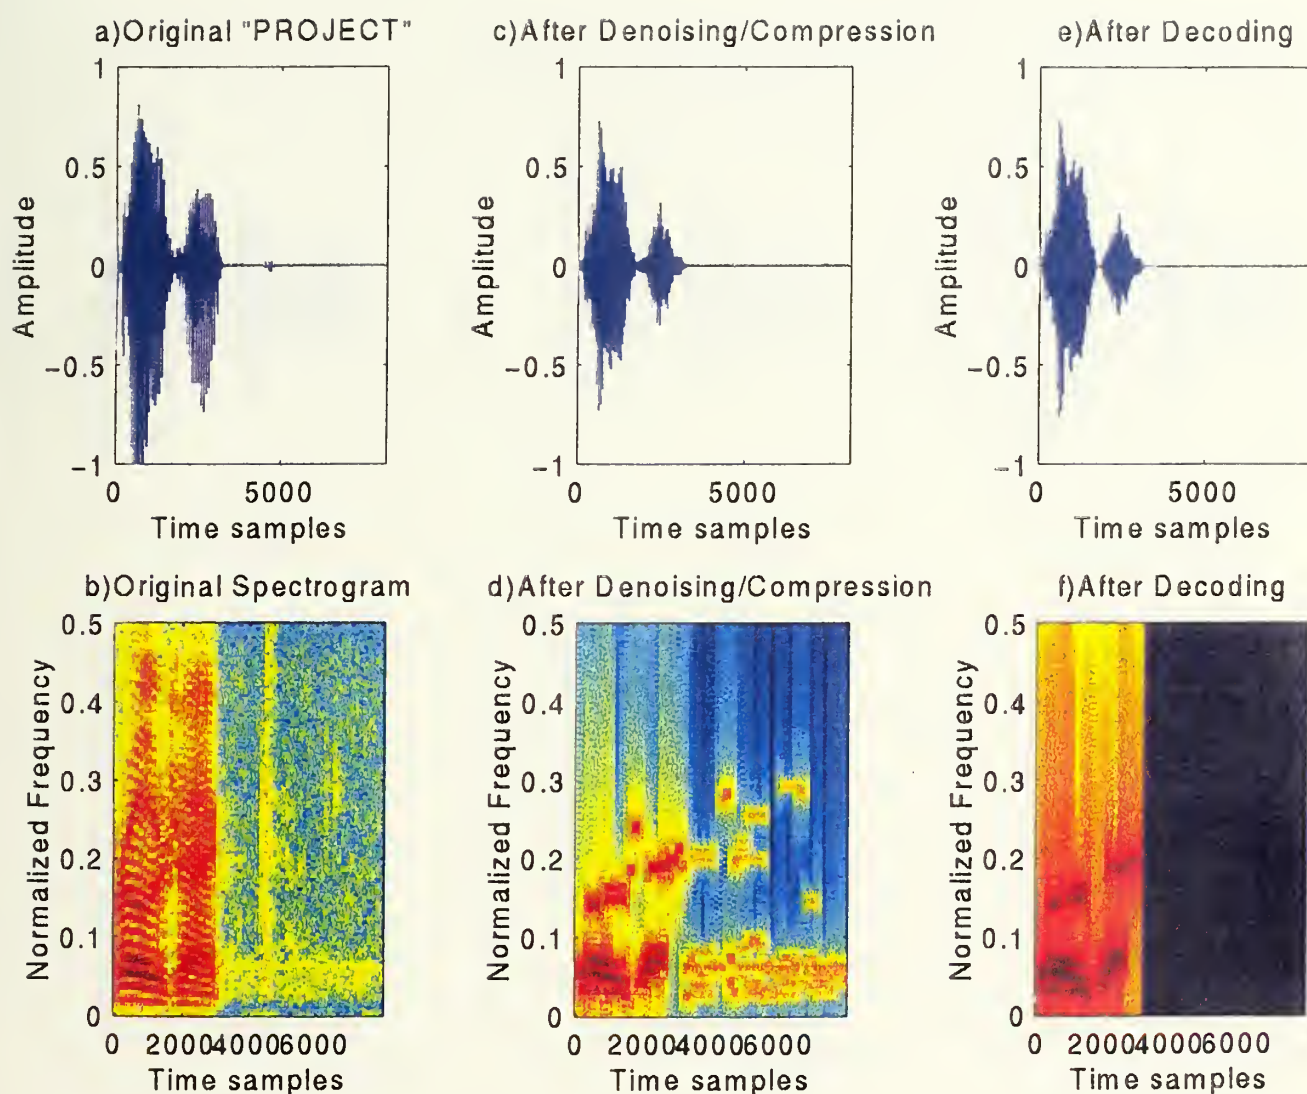 a)Original "PROJECT"
c)After Denoising/Compression
e)After Decoding
1
0.5
0
−0.5
−1
Amplitude
0
5000
Time samples
1
0.5
0
−0.5
−1
Amplitude
0
5000
Time samples
1
0.5
0
−0.5
−1
Amplitude
0
5000
Time samples
b)Original Spectrogram
d)After Denoising/Compression
f)After Decoding
0.5
0.4
0.3
0.2
0.1
0
Normalized Frequency
0 200040006000
Time samples
0.5
0.4
0.3
0.2
0.1
0
Normalized Frequency
0 200040006000
Time samples
0.5
0.4
0.3
0.2
0.1
0
Normalized Frequency
0 200040006000
Time samples